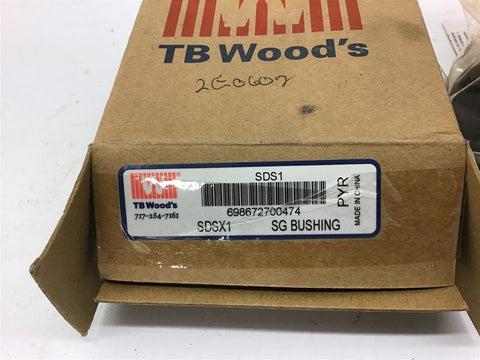 TB Wood's
2E0607
SDS1
TB Wood's
717-264-7161
698672700474
SDSX1 SG BUSHING
PYR
MADE IN CHINA